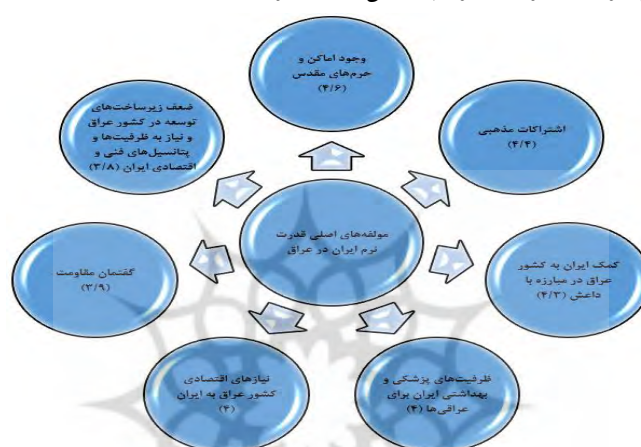 وجود اماکن و
حرم‌های مقدس
(۴/۶)
اشتراکات مذهبی
(۴/۴)
کمک ایران به کشور
عراق در مبارزه با
داعش (۴/۳)
ظرفیت‌های پزشکی و
بهداشتی ایران برای
عراقی‌ها (۴)
نیازهای اقتصادی
کشور عراق به ایران
(۴)
گفتمان مقاومت
(۳/۹)
ضعف زیرساخت‌های
توسعه در کشور عراق
و نیاز به ظرفیت‌ها و
پتانسیل‌های فنی و
اقتصادی ایران (۳/۸)
مولفه‌های اصلی قدرت
نرم ایران در عراق